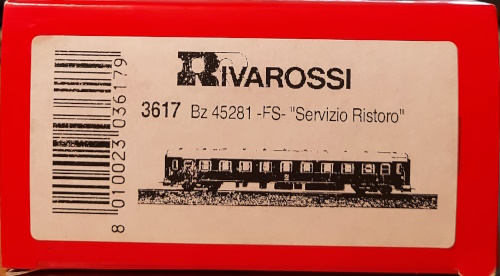 RIVAROSSI
3617 Bz 45281 -FS- "Servizio Ristoro"
8 010023 036179